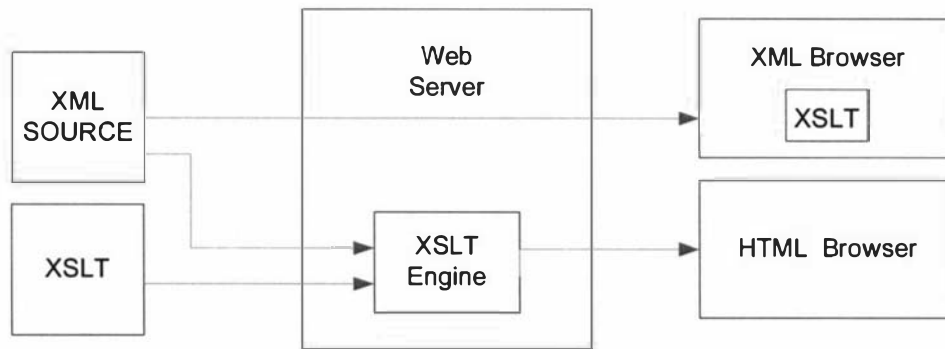 XML
SOURCE
XSLT
Web
Server
XSLT
Engine
XML Browser
XSLT
HTML Browser